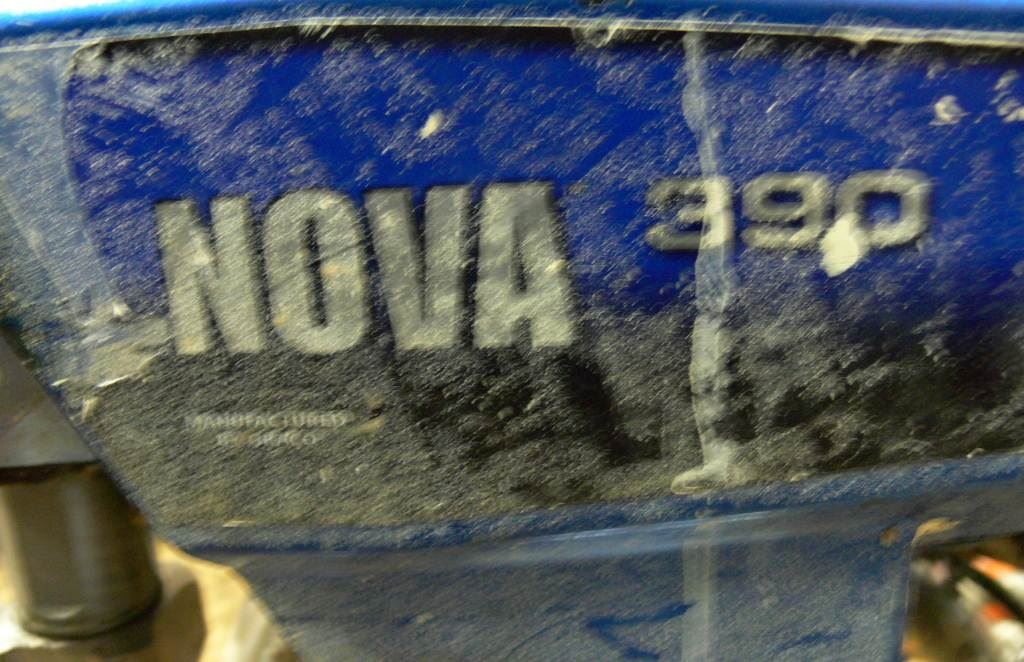 NOVA 390
MANUFACTURED
BY GRACO